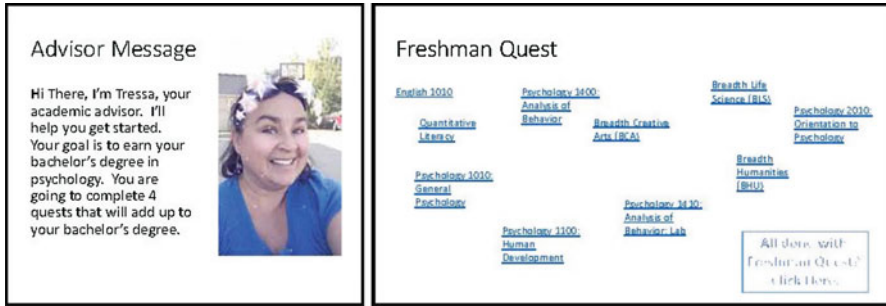 Advisor Message
Hi There, I'm Tressa, your
academic advisor. I'll
help you get started.
Your goal is to earn your
bachelor's degree in
psychology. You are
going to complete 4
quests that will add up to
your bachelor's degree.
Freshman Quest
English 1010
Quantitative
Literacy
Psychology 1400:
Analysis of
Behavior
Breadth Creative
Arts (BCA)
Breadth Life
Science (BLS)
Psychology 2010:
Orientation to
Psychology
Psychology 1010:
General
Psychology
Breadth
Humanities
(BHU)
Psychology 1100:
Human
Development
Psychology 1410:
Analysis of
Behavior: Lab
All done with
Freshman Quest?
Click Here.